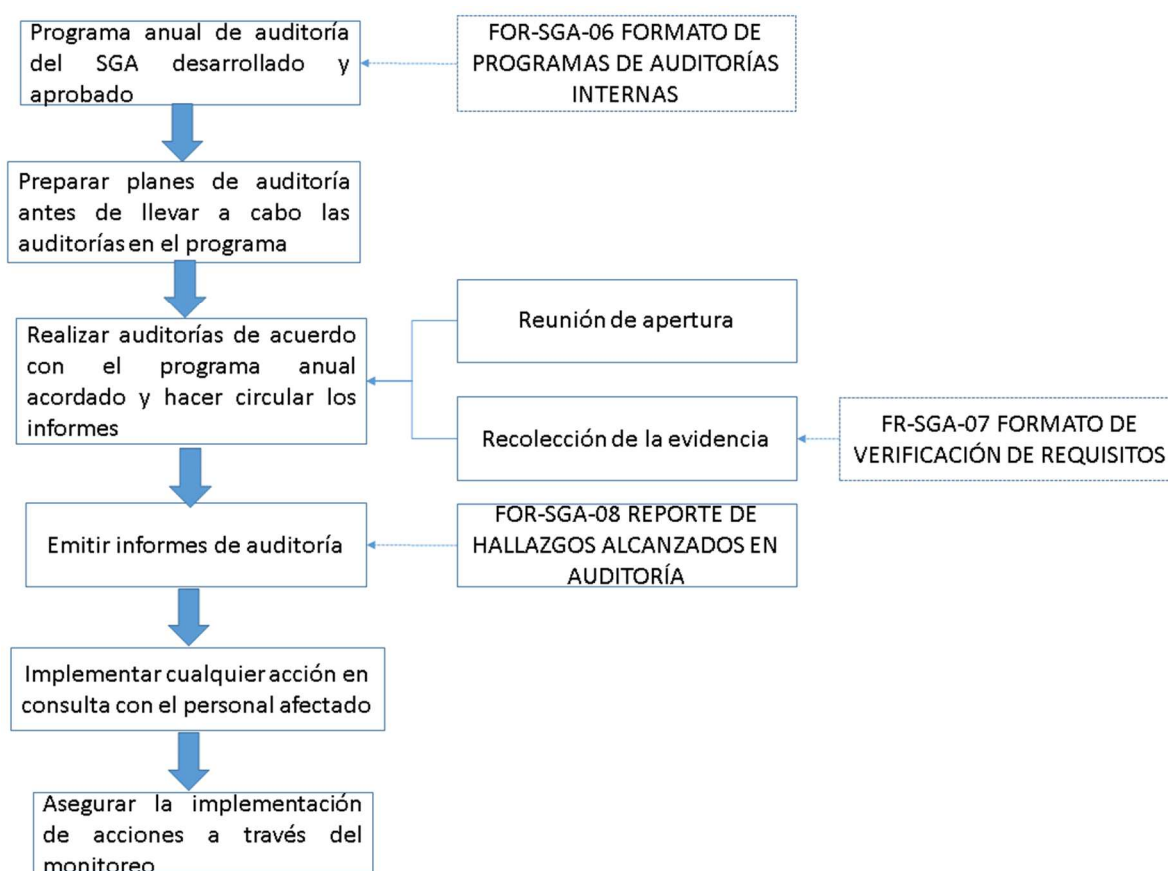 Programa anual de auditoría
del SGA desarrollado y
aprobado
FOR-SGA-06 FORMATO DE
PROGRAMAS DE AUDITORÍAS
INTERNAS
Preparar planes de auditoría
antes de llevar a cabo las
auditorías en el programa
Realizar auditorías de acuerdo
con el programa anual
acordado y hacer circular los
informes
Reunión de apertura
Recolección de la evidencia
FR-SGA-07 FORMATO DE
VERIFICACIÓN DE REQUISITOS
Emitir informes de auditoría
FOR-SGA-08 REPORTE DE
HALLAZGOS ALCANZADOS EN
AUDITORÍA
Implementar cualquier acción en
consulta con el personal afectado
Asegurar la implementación
de acciones a través del
monitoreo